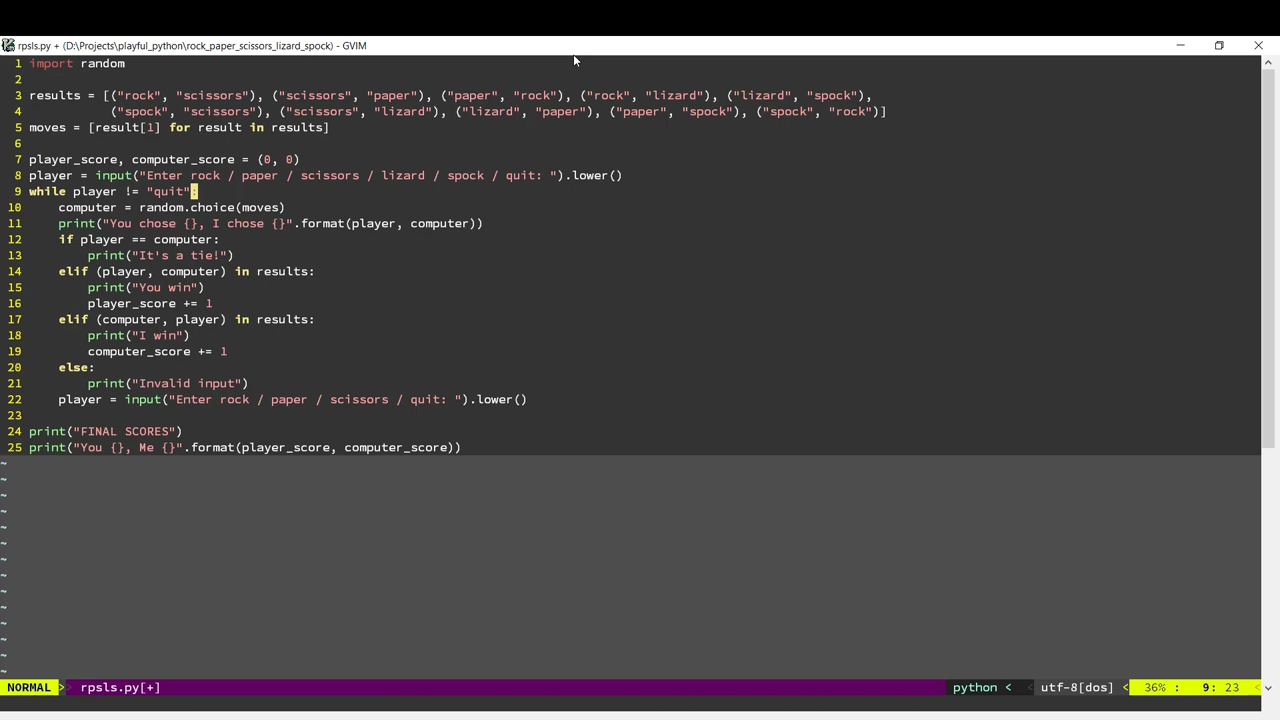 rpsls.py + (D:\Projects\playful_python\rock_paper_scissors_lizard_spock) - GVIM
1 import random
2
3 results = [("rock", "scissors"), ("scissors", "paper"), ("paper", "rock"), ("rock", "lizard"), ("lizard", "spock"),
4            ("spock", "scissors"), ("scissors", "lizard"), ("lizard", "paper"), ("paper", "spock"), ("spock", "rock")]
5 moves = [result[1] for result in results]
6
7 player_score, computer_score = (0, 0)
8 player = input("Enter rock / paper / scissors / lizard / spock / quit: ").lower()
9 while player != "quit":
10     computer = random.choice(moves)
11     print("You chose {}, I chose {}".format(player, computer))
12     if player == computer:
13         print("It's a tie!")
14     elif (player, computer) in results:
15         print("You win")
16         player_score += 1
17     elif (computer, player) in results:
18         print("I win")
19         computer_score += 1
20     else:
21         print("Invalid input")
22     player = input("Enter rock / paper / scissors / quit: ").lower()
23
24 print("FINAL SCORES")
25 print("You {}, Me {}".format(player_score, computer_score))
~
~
~
~
~
~
~
~
~
~
~
~
~
~
NORMAL > rpsls.py[+] python < < utf-8[dos] < 36% : 9: 23 <